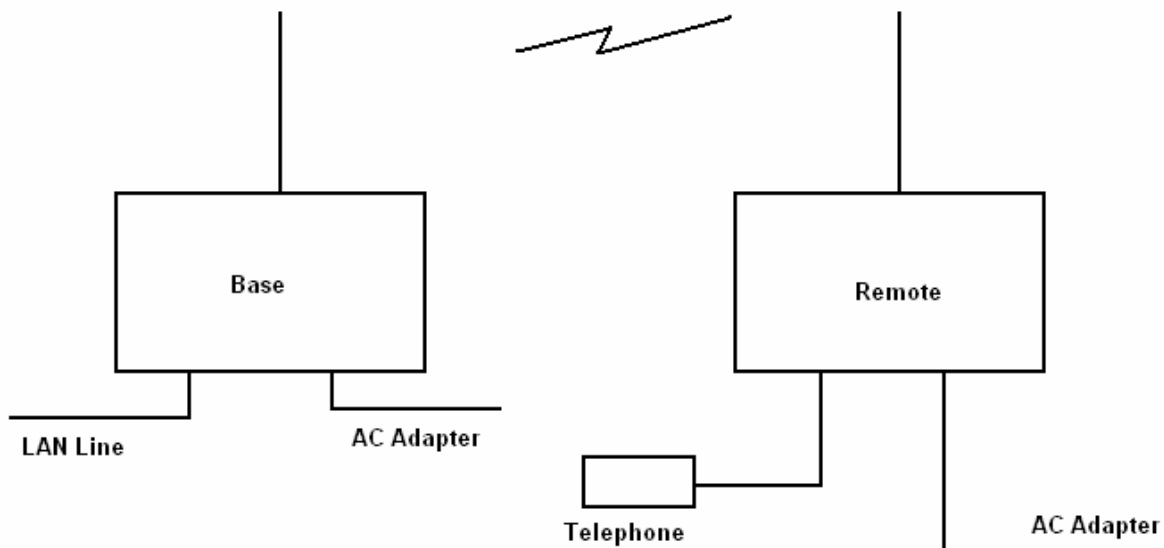 Base
Remote
LAN Line
AC Adapter
Telephone
AC Adapter